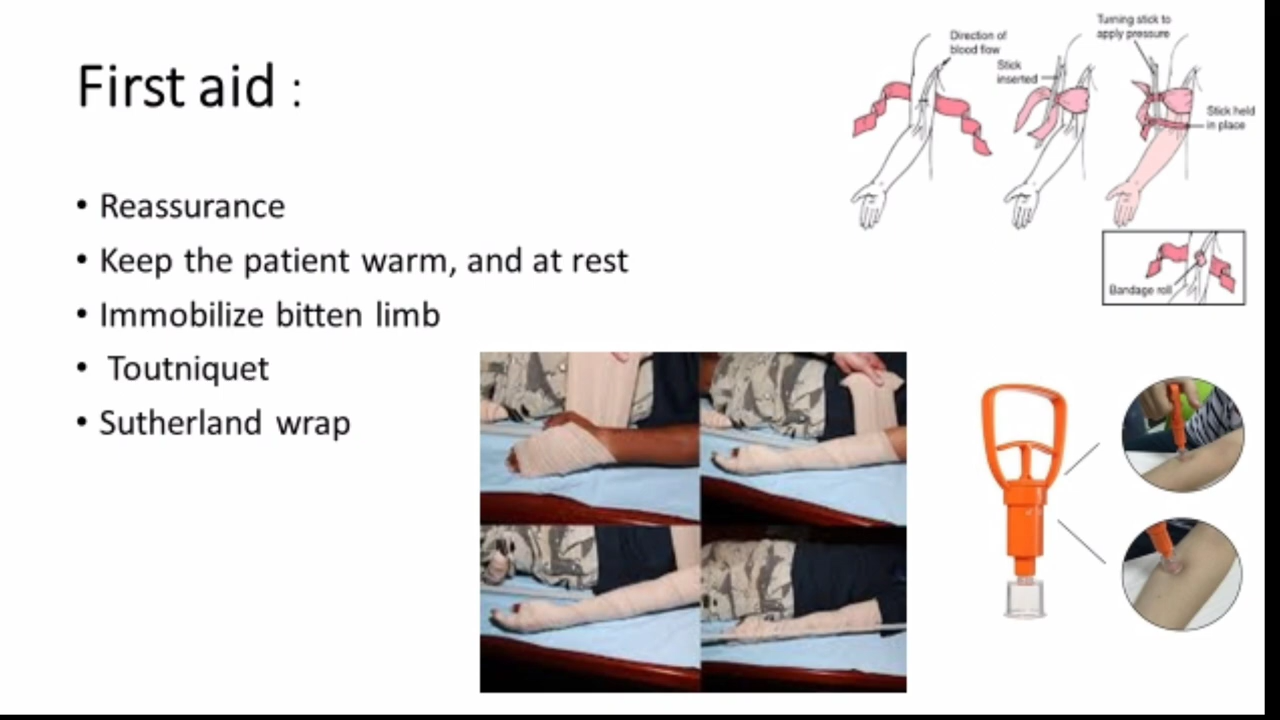 First aid :
• Reassurance
• Keep the patient warm, and at rest
• Immobilize bitten limb
• Toutniquet
• Sutherland wrap
Direction of
blood flow
Stick
inserted
Turning stick to
apply pressure
Stick held
in place
Bandage roll